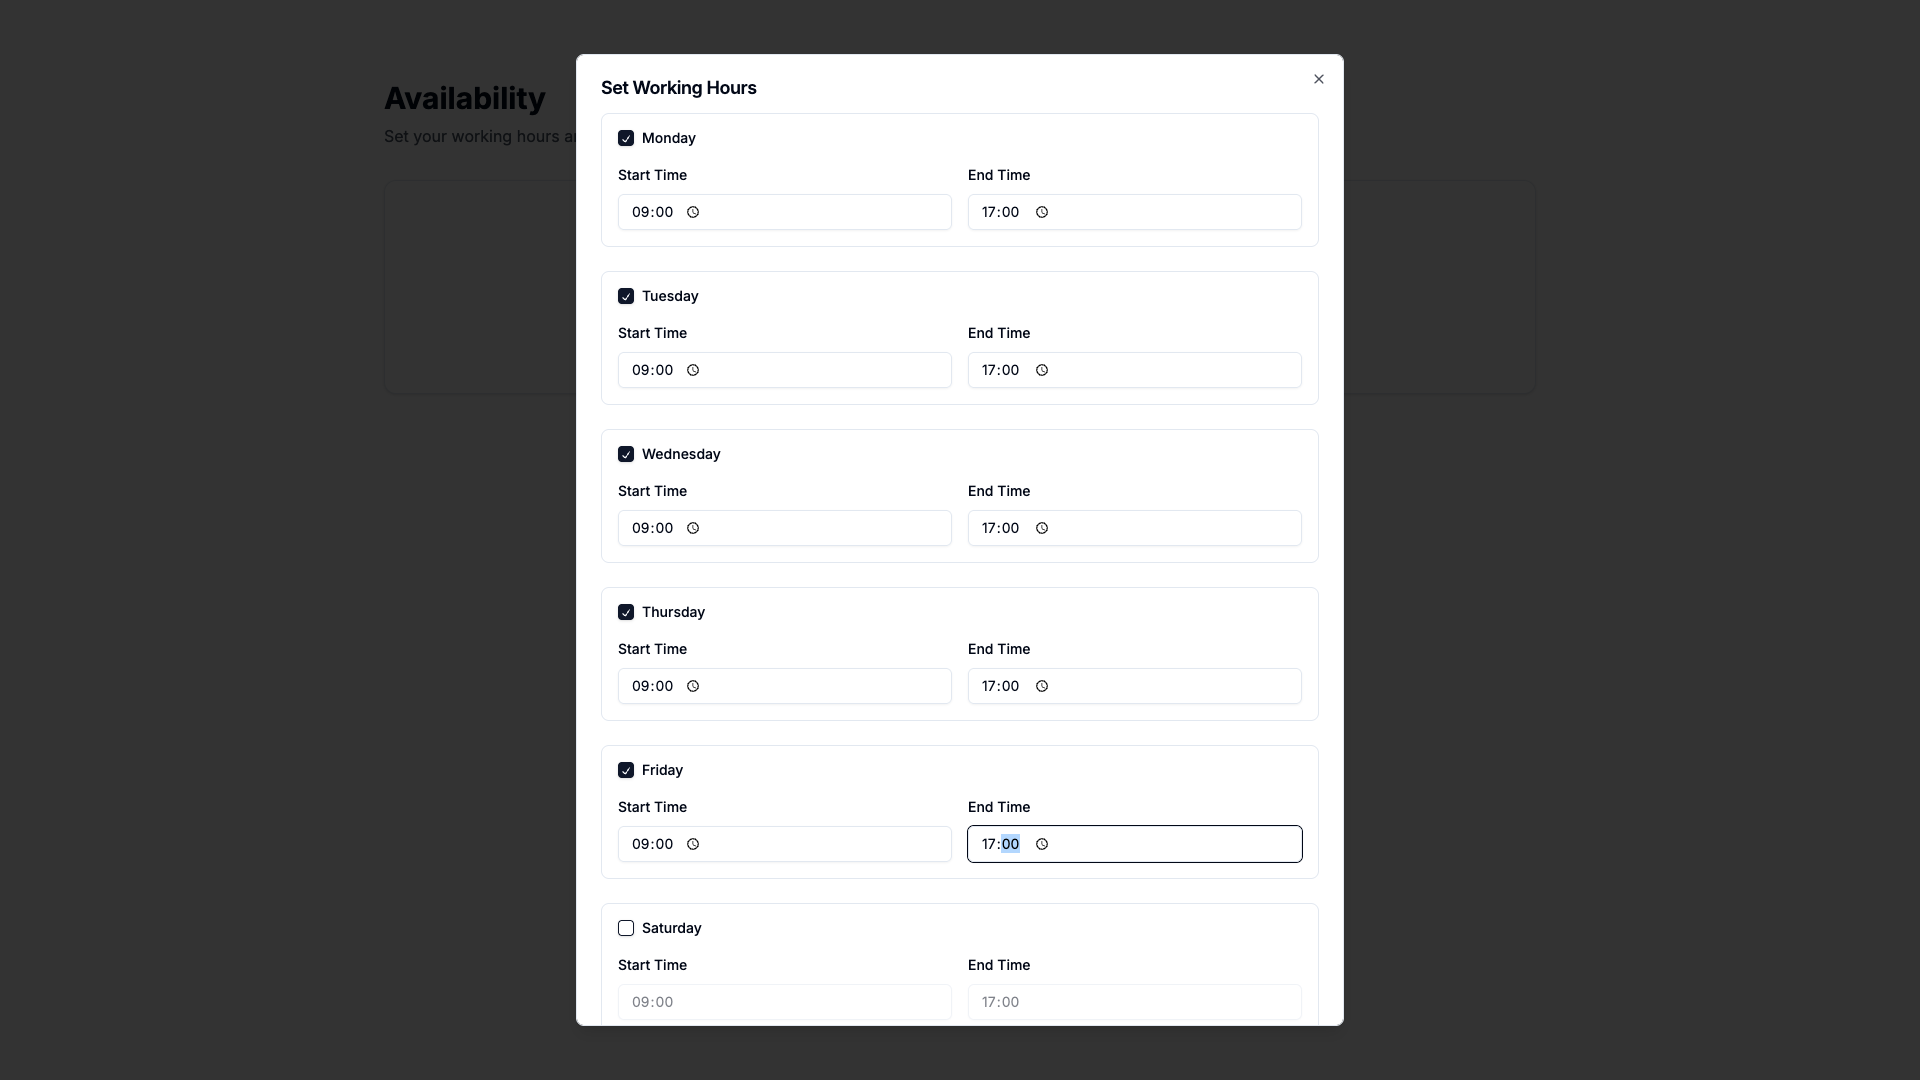 Availability
Set your working hours a
Set Working Hours
Monday
Start Time End Time
09:00 17:00
Tuesday
Start Time End Time
09:00 17:00
Wednesday
Start Time End Time
09:00 17:00
Thursday
Start Time End Time
09:00 17:00
Friday
Start Time End Time
09:00 17:00
Saturday
Start Time End Time
09:00 17:00